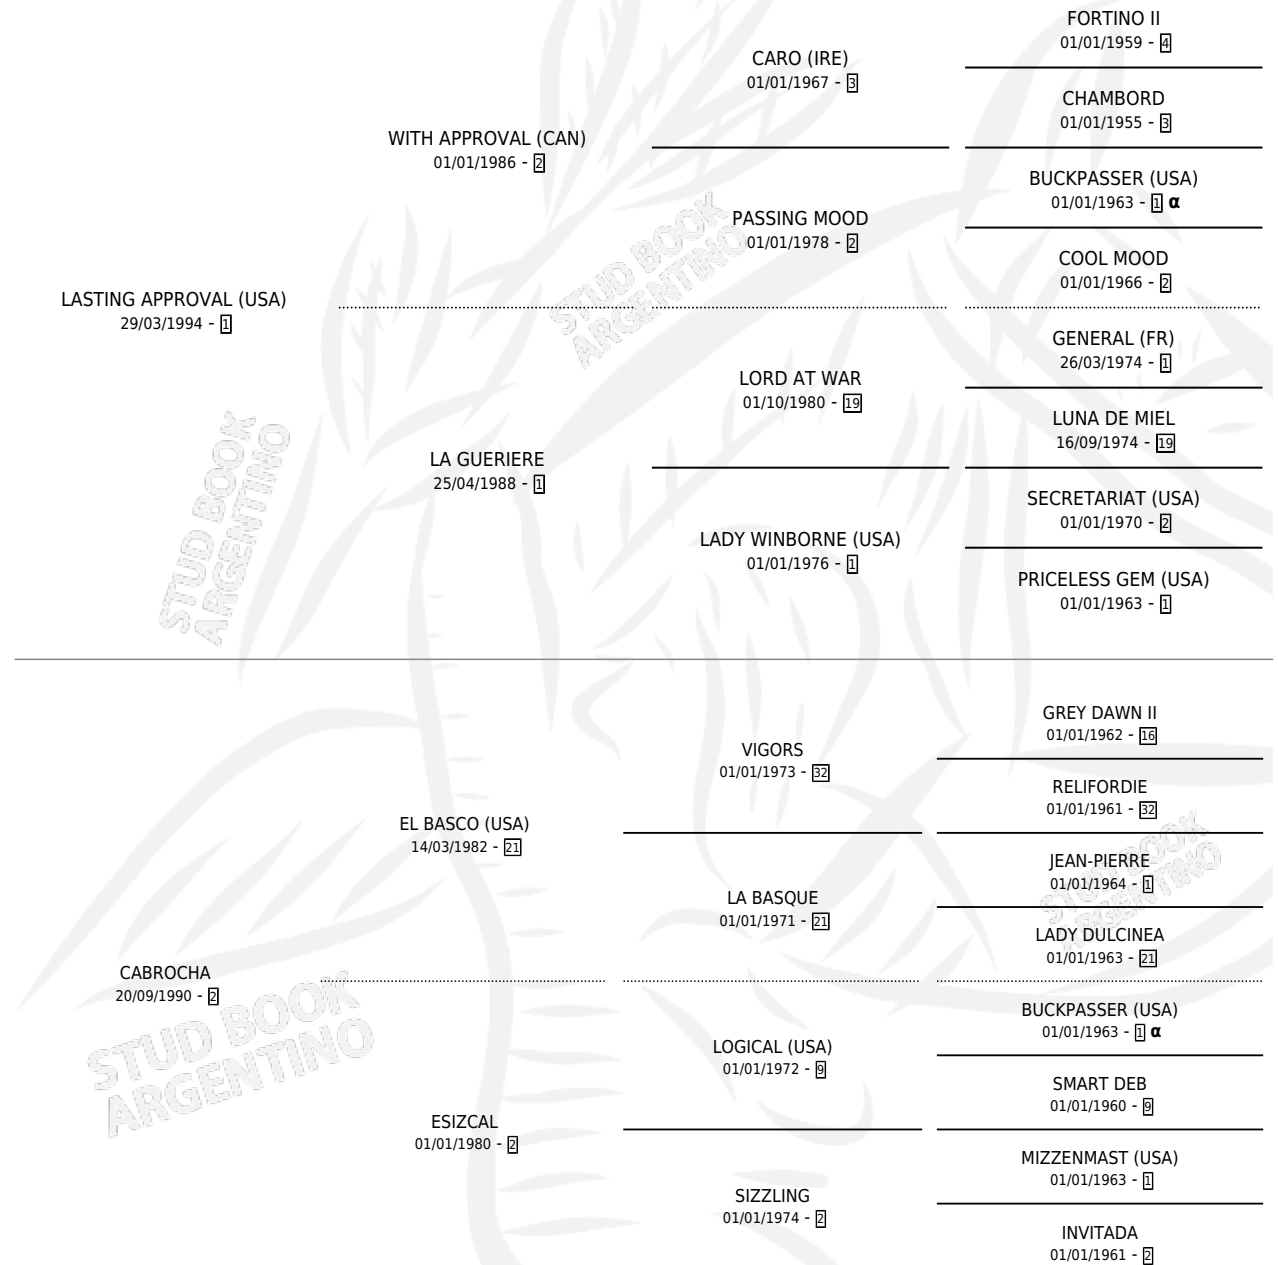 FORTINO II
01/01/1959 - 4
CARO (IRE)
01/01/1967 - 3
CHAMBORD
01/01/1955 - 3
WITH APPROVAL (CAN)
01/01/1986 - 2
BUCKPASSER (USA)
01/01/1963 - 1 α
PASSING MOOD
01/01/1978 - 2
COOL MOOD
01/01/1966 - 2
LASTING APPROVAL (USA)
29/03/1994 - 1
GENERAL (FR)
26/03/1974 - 1
LORD AT WAR
01/10/1980 - 19
LUNA DE MIEL
16/09/1974 - 19
LA GUERIERE
25/04/1988 - 1
SECRETARIAT (USA)
01/01/1970 - 2
LADY WINBORNE (USA)
01/01/1976 - 1
PRICELESS GEM (USA)
01/01/1963 - 1
STUD BOOK
ARGENTINO
STUD BOOK
ARGENTINO
GREY DAWN II
01/01/1962 - 16
VIGORS
01/01/1973 - 32
RELIFORDIE
01/01/1961 - 32
EL BASCO (USA)
14/03/1982 - 21
JEAN-PIERRE
01/01/1964 - 1
LA BASQUE
01/01/1971 - 21
LADY DULCINEA
01/01/1963 - 21
CABROCHA
20/09/1990 - 2
BUCKPASSER (USA)
01/01/1963 - 1 α
LOGICAL (USA)
01/01/1972 - 9
SMART DEB
01/01/1960 - 9
ESIZCAL
01/01/1980 - 2
MIZZENMAST (USA)
01/01/1963 - 1
SIZZLING
01/01/1974 - 2
INVITADA
01/01/1961 - 2
STUD BOOK
ARGENTINO
STUD BOOK
ARGENTINO